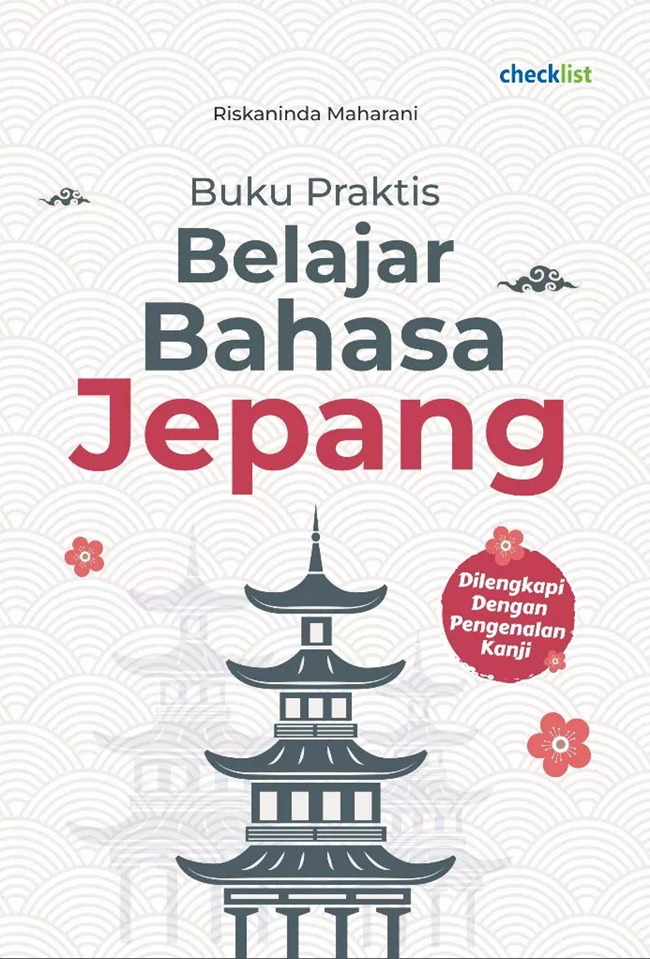 checklist
Riskaninda Maharani
Buku Praktis
Belajar
Bahasa
Jepang
Dilengkapi
Dengan
Pengenalan
Kanji